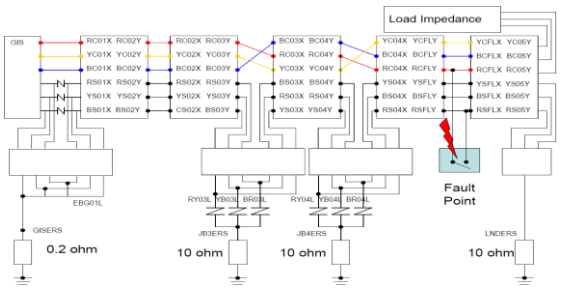 Load Impedance
GIS
RC01X RC02Y
YC01X YC02Y
BC01X BC02Y
RS01X RS02Y
YS01X YS02Y
BS01X BS02Y
RC02X RC03Y
YC02X YC03Y
BC02X BC03Y
RS02X RS03Y
YS02X YS03Y
CS02X BS03Y
BC03X BC04Y
RC03X RC04Y
YC03X YC04Y
BS03X BS04Y
RS03X RS04Y
YS03X YS04Y
YC04X YCFLY
BC04X BCFLY
RC04X RCFLY
YS04X YSFLY
BS04X BSFLY
RS04X RSFLY
YCFLX YC05Y
BCFLX BC05Y
RCFLX RC05Y
YSFLX YS05Y
BSFLX BS05Y
RSFLX RS05Y
EBG01L
RY03L YB03L BR03L
RY04L YB04L BR04L
Fault
Point
GISERS
JB3ERS
JB4ERS
LNDERS
0.2 ohm
10 ohm
10 ohm
10 ohm